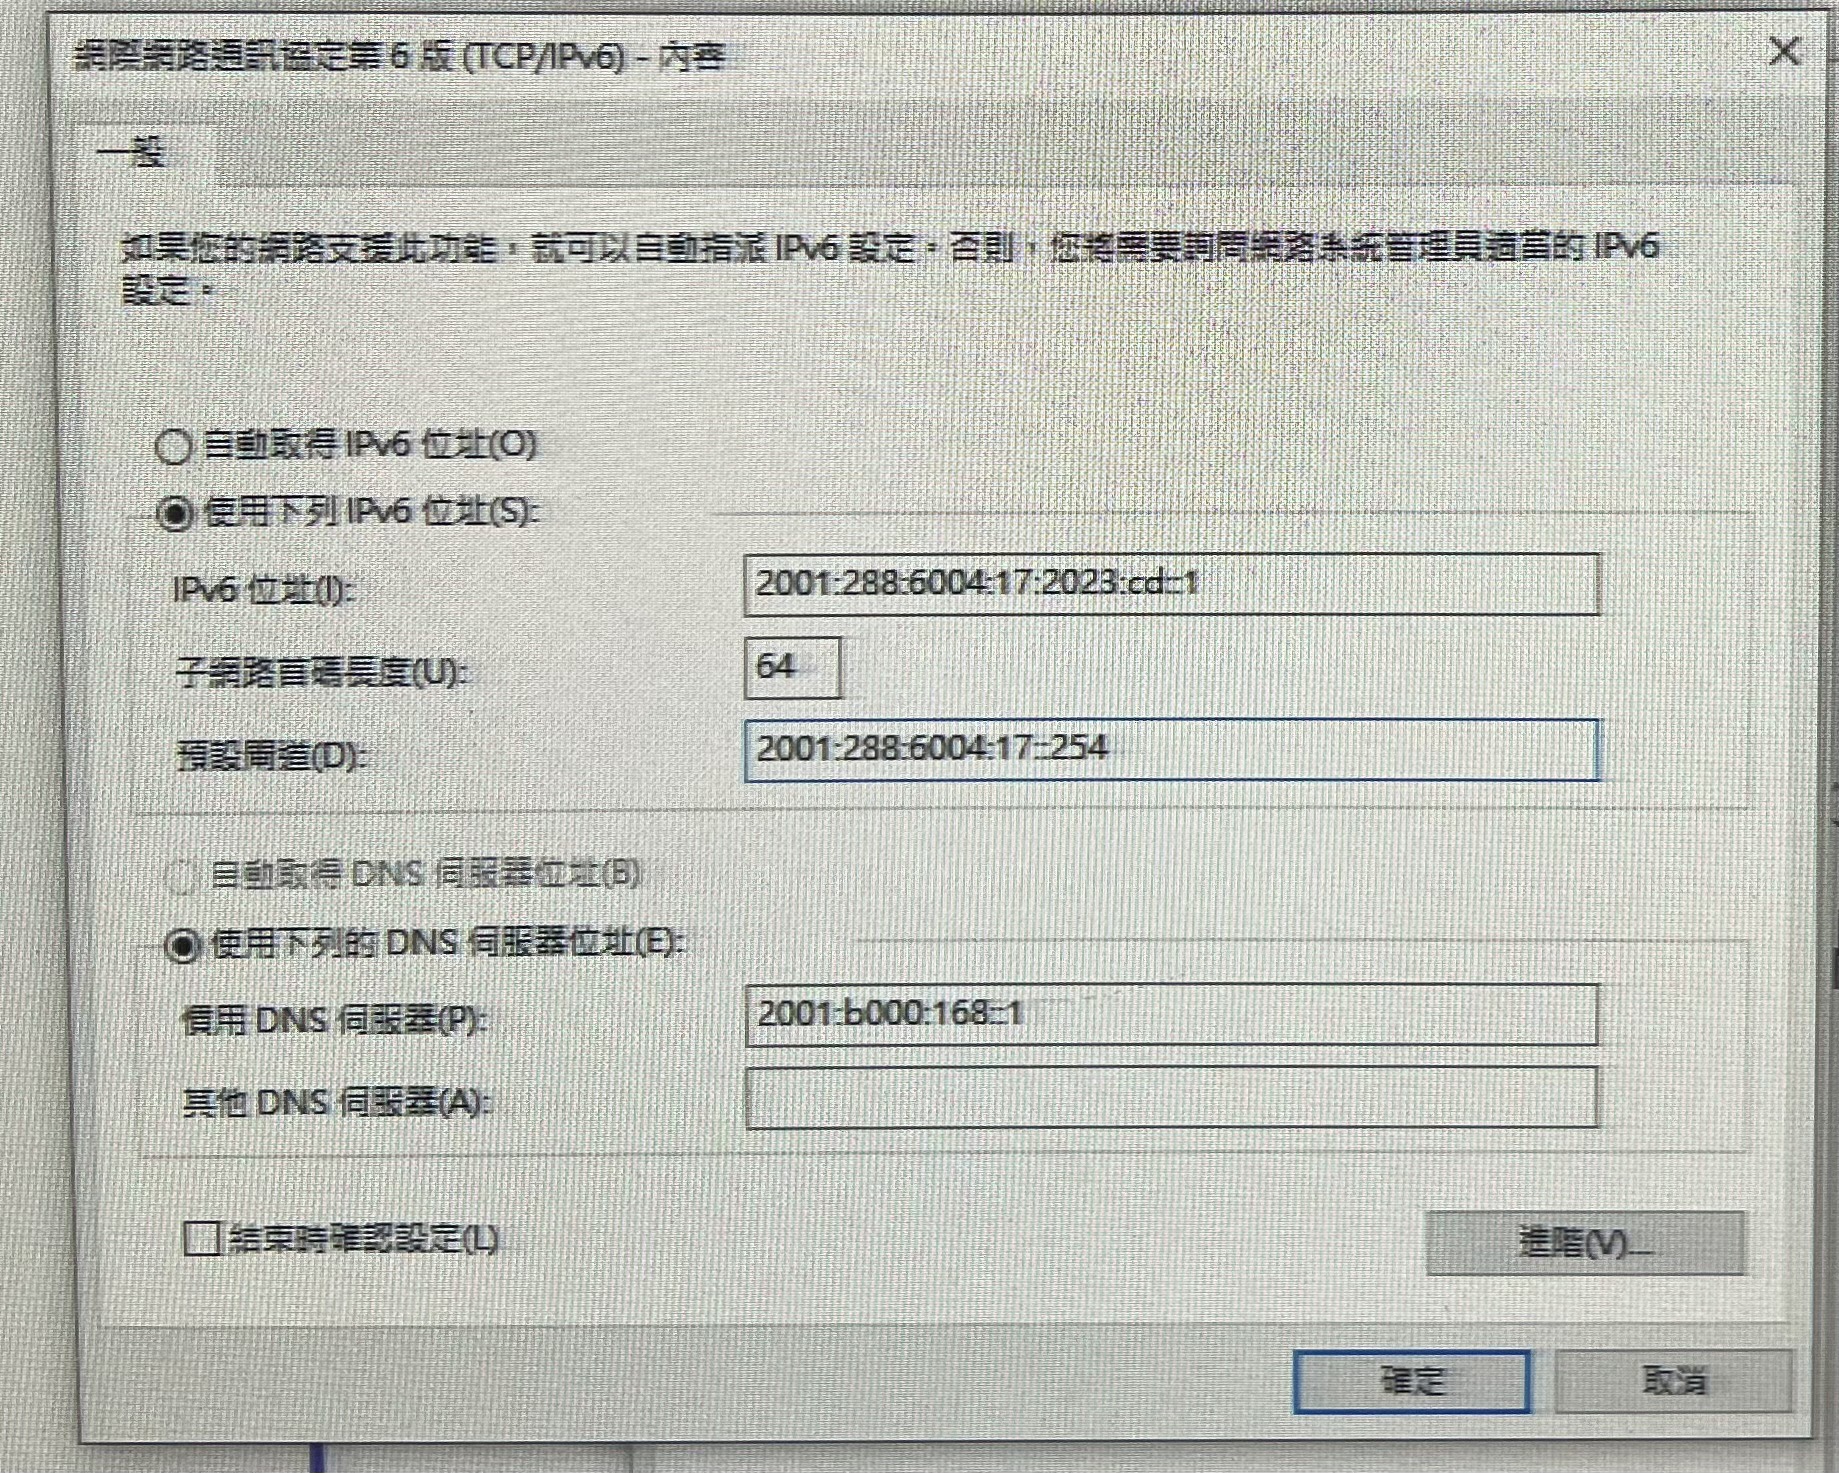 網際網路通訊協定第 6 版 (TCP/IPv6) - 內容
一般
如果您的網路支援此功能，就可以自動指派 IPv6 設定。否則，您將需要詢問網路系統管理員適當的 IPv6
設定。
自動取得 IPv6 位址(O)
使用下列 IPv6 位址(S):
IPv6 位址(I): 2001:288:6004:17:2023:cd::1
子網路首碼長度(U): 64
預設閘道(D): 2001:288:6004:17::254
自動取得 DNS 伺服器位址(B)
使用下列的 DNS 伺服器位址(E):
慣用 DNS 伺服器(P): 2001:b000:168::1
其他 DNS 伺服器(A):
結束時確認設定(L)
進階(V)...
確定 取消